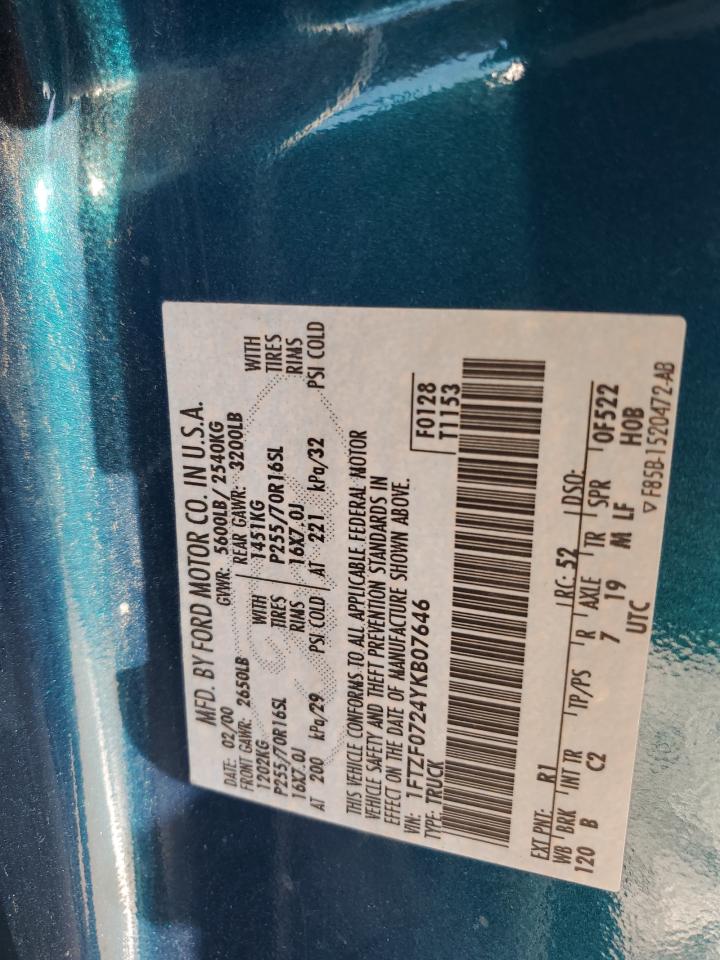 MFD. BY FORD MOTOR CO. IN U.S.A.
DATE: 02/00 GVWR: 5600LB/ 2540KG
FRONT GAWR: 2650LB REAR GAWR: 3200LB
1202KG WITH 1451KG WITH
P255/70R16SL TIRES P255/70R16SL TIRES
16X7.0J RIMS 16X7.0J RIMS
AT 200 kPa/29 PSI COLD AT 221 kPa/32 PSI COLD
THIS VEHICLE CONFORMS TO ALL APPLICABLE FEDERAL MOTOR
VEHICLE SAFETY AND THEFT PREVENTION STANDARDS IN
EFFECT ON THE DATE OF MANUFACTURE SHOWN ABOVE.
VIN: 1FTZF0724YKB07646 F0128
TYPE: TRUCK T1153
EXT PNT: R1 RC: 52 DSO:
WB BRK INT TR TP/PS R AXLE TR SPR 0F522
120 B C2 7 19 M LF HOB
UTC
▽ F85B-1520472-AB